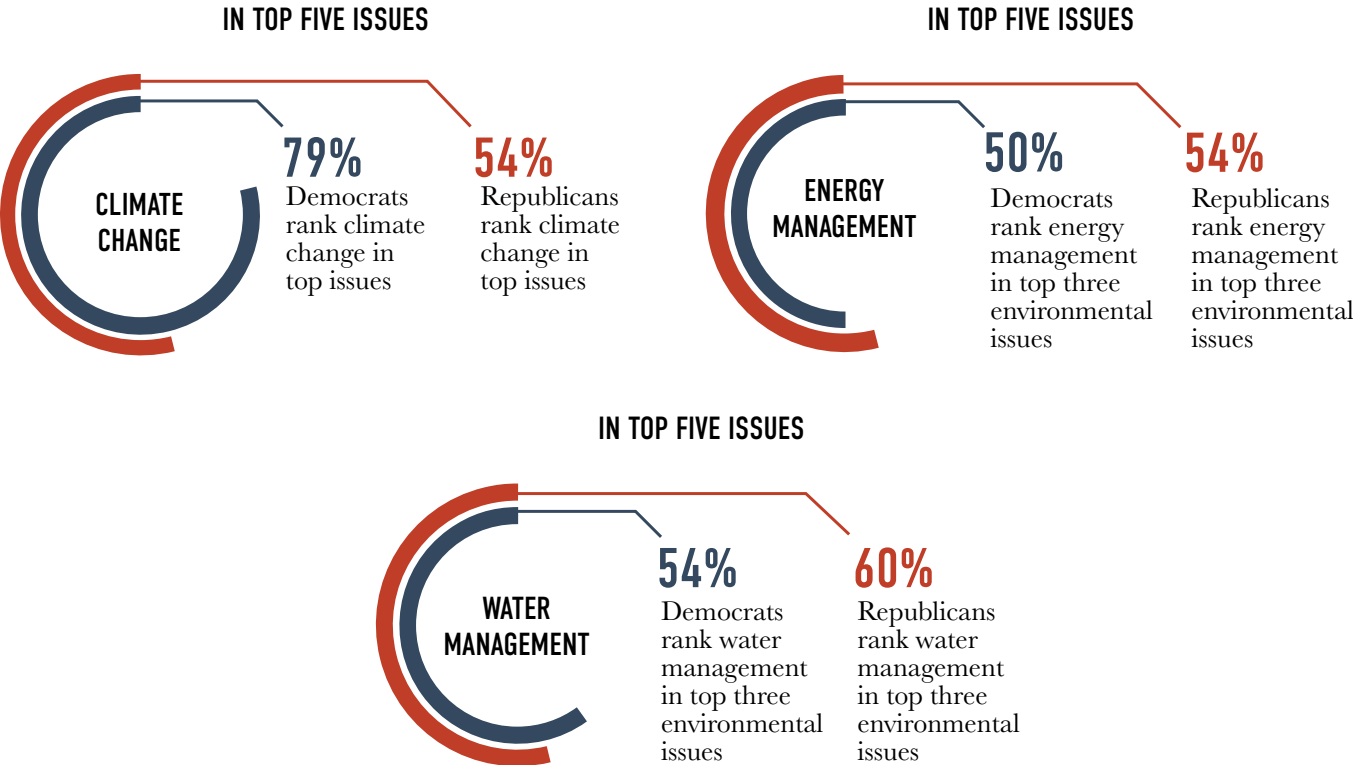 IN TOP FIVE ISSUES
CLIMATE
CHANGE
79%
Democrats
rank climate
change in
top issues
54%
Republicans
rank climate
change in
top issues
IN TOP FIVE ISSUES
ENERGY
MANAGEMENT
50%
Democrats
rank energy
management
in top three
environmental
issues
54%
Republicans
rank energy
management
in top three
environmental
issues
IN TOP FIVE ISSUES
WATER
MANAGEMENT
54%
Democrats
rank water
management
in top three
environmental
issues
60%
Republicans
rank water
management
in top three
environmental
issues